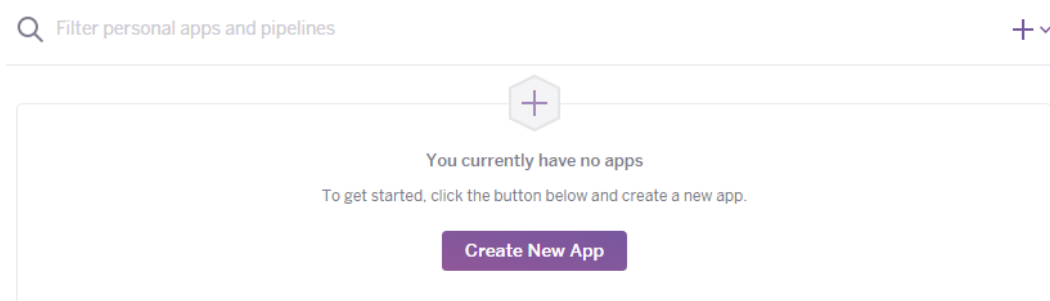 Filter personal apps and pipelines
You currently have no apps
To get started, click the button below and create a new app.
Create New App